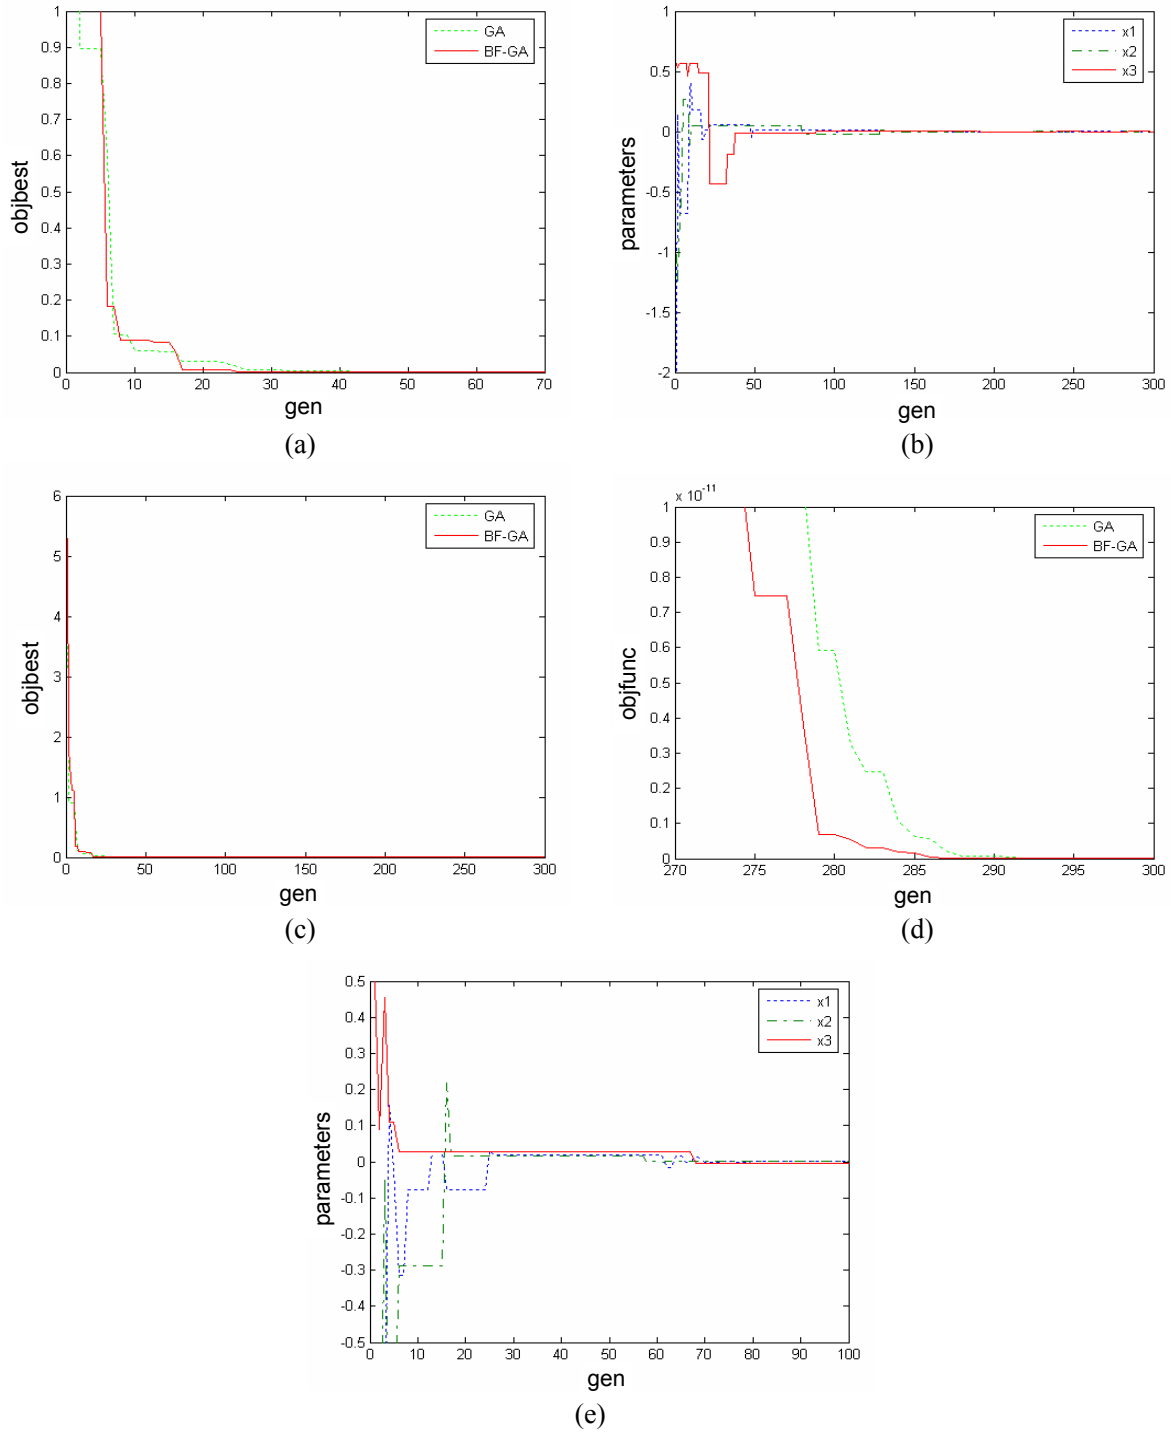 1
0.9
0.8
0.7
0.6
0.5
0.4
0.3
0.2
0.1
0
0 10 20 30 40 50 60 70
objbest
gen
GA
BF-GA
(a)
1
0.5
0
-0.5
-1
-1.5
-2
0 50 100 150 200 250 300
parameters
gen
x1
x2
x3
(b)
6
5
4
3
2
1
0
0 50 100 150 200 250 300
objbest
gen
GA
BF-GA
(c)
x 10^-11
1
0.9
0.8
0.7
0.6
0.5
0.4
0.3
0.2
0.1
0
270 275 280 285 290 295 300
objfunc
gen
GA
BF-GA
(d)
0.5
0.4
0.3
0.2
0.1
0
-0.1
-0.2
-0.3
-0.4
-0.5
0 10 20 30 40 50 60 70 80 90 100
parameters
gen
x1
x2
x3
(e)